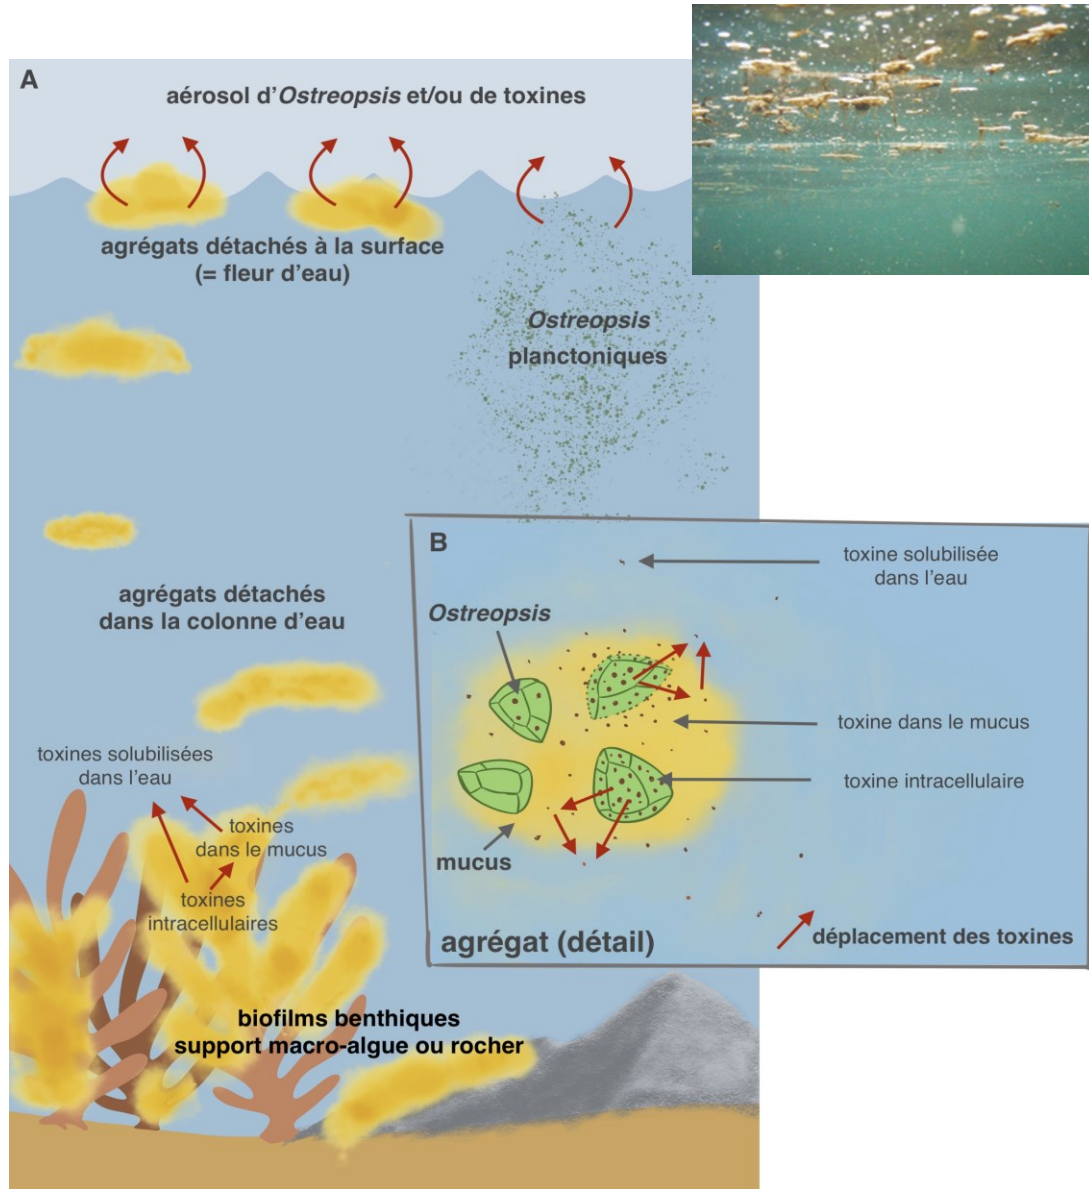 A
aérosol d'Ostreopsis et/ou de toxines
agrégats détachés à la surface
(= fleur d'eau)
Ostreopsis
planctoniques
agrégats détachés
dans la colonne d'eau
toxines solubilisées
dans l'eau
toxines
dans le mucus
toxines
intracellulaires
biofilms benthiques
support macro-algue ou rocher
B
toxine solubilisée
dans l'eau
Ostreopsis
toxine dans le mucus
toxine intracellulaire
mucus
agrégat (détail)
déplacement des toxines